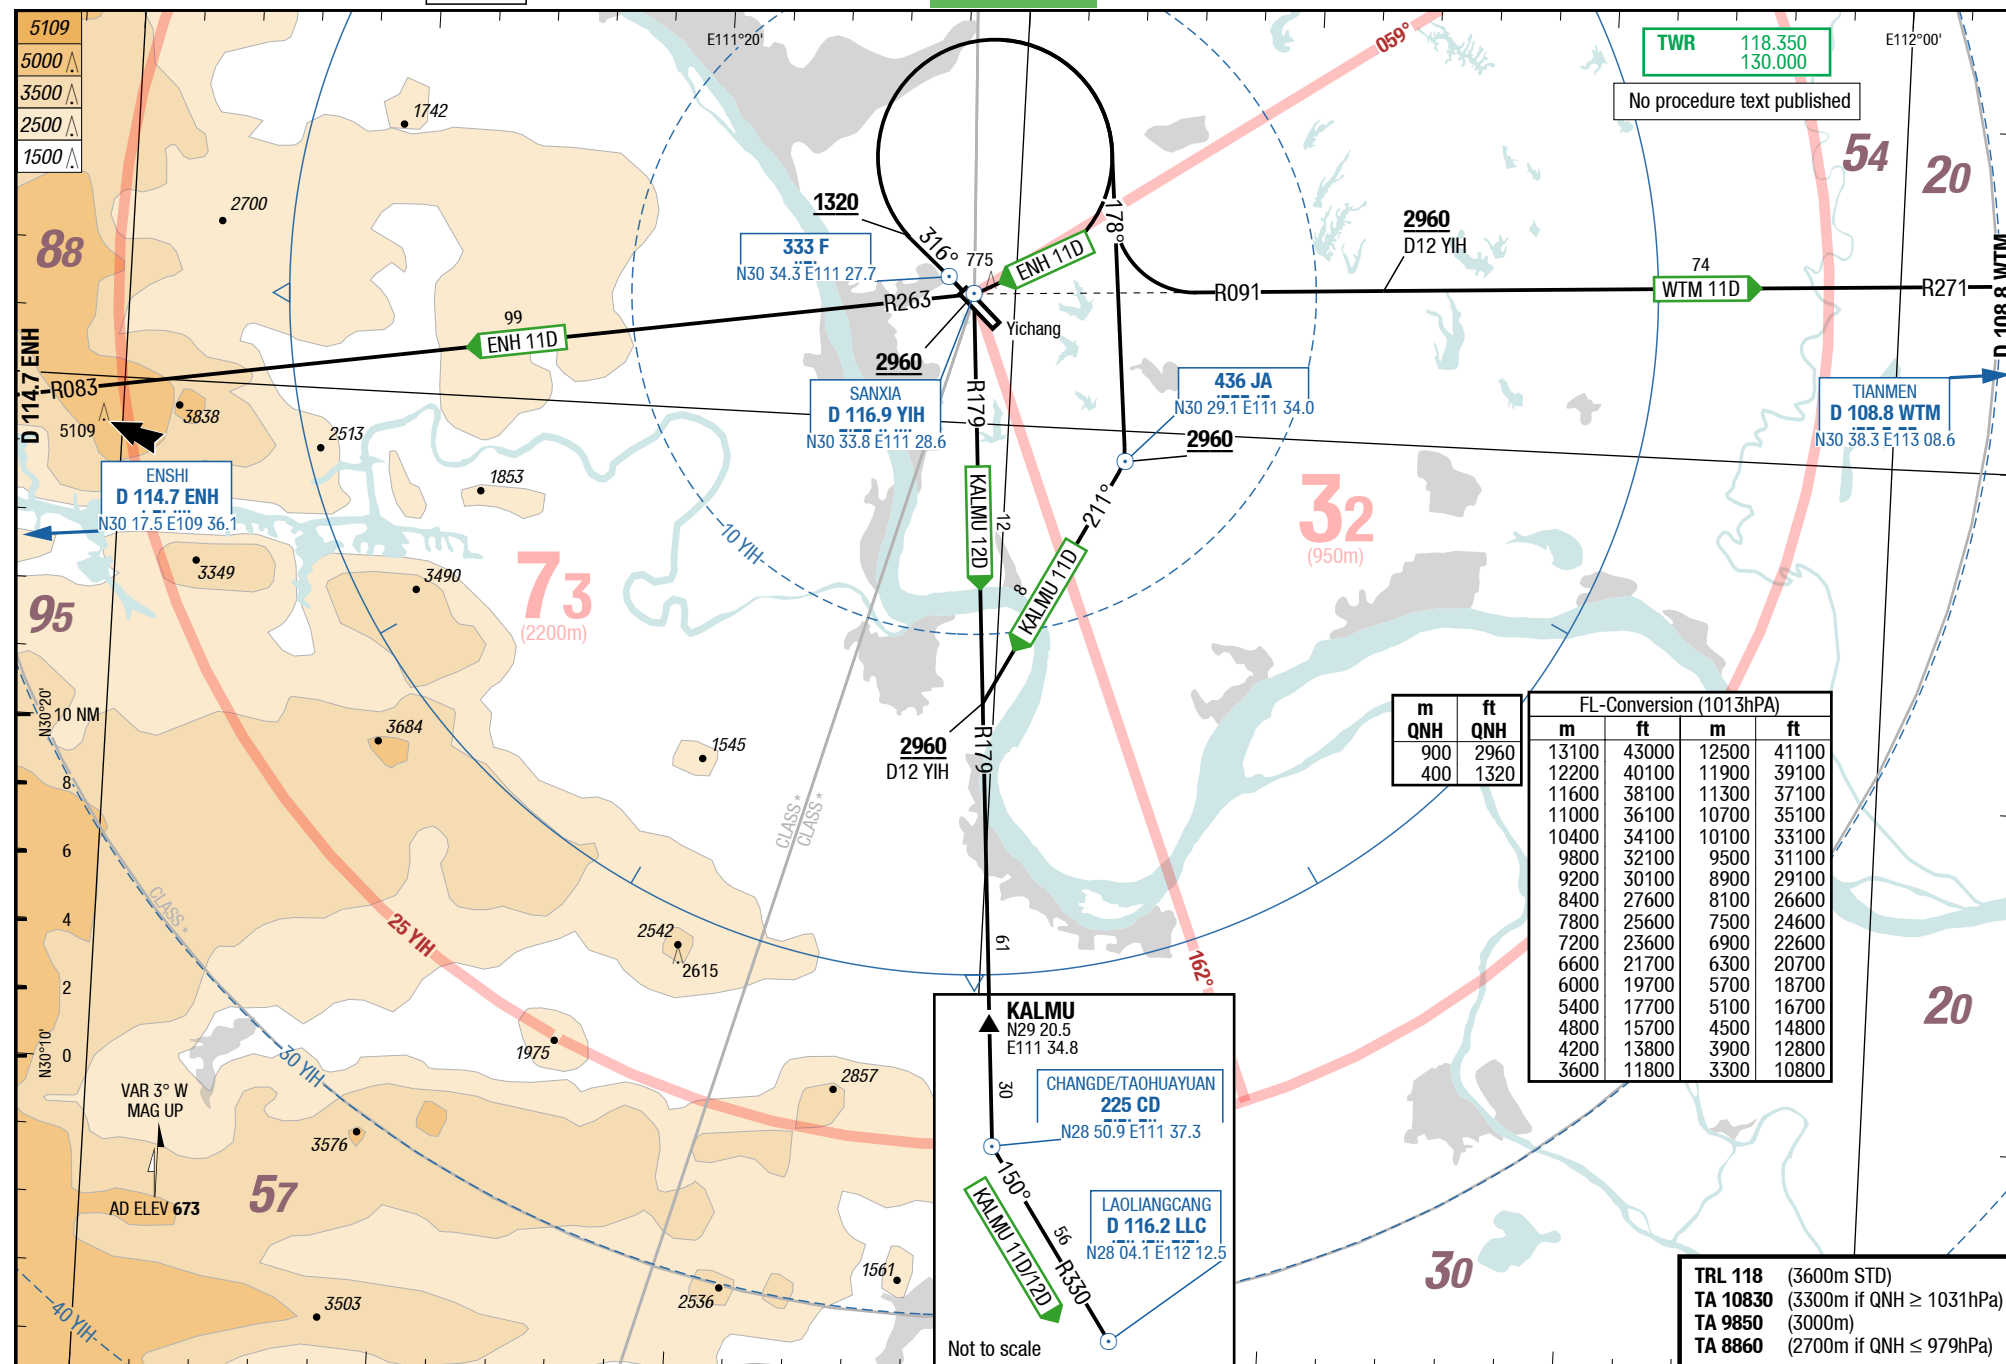 5109
5000
3500
2500
1500
E111°20'
059°
TWR 118.350
130.000
E112°00'
No procedure text published
1742
54
20
2700
88
1320
333 F
N30 34.3 E111 27.7
316°
775
ENH 11D
178°
2960
D12 YIH
74
WTM 11D
R091
R271
D 108.8 WTM
R263
99
ENH 11D
Yichang
2960
D 114.7 ENH
R083
3838
5109
2513
SANXIA
D 116.9 YIH
N30 33.8 E111 28.6
R179
436 JA
N30 29.1 E111 34.0
2960
TIANMEN
D 108.8 WTM
N30 38.3 E113 08.6
ENSHI
D 114.7 ENH
N30 17.5 E109 36.1
1853
KALMU 12D
12
211°
32
(950m)
10 YIH
3349
3490
73
(2200m)
8
KALMU 11D
95
N30°20'
10 NM
3684
1545
2960
D12 YIH
R179
8
6
4
2
0
CLASS *
CLASS *
CLASS *
m ft
QNH QNH
900 2960
400 1320
FL-Conversion (1013hPA)
m ft m ft
13100 43000 12500 41100
12200 40100 11900 39100
11600 38100 11300 37100
11000 36100 10700 35100
10400 34100 10100 33100
9800 32100 9500 31100
9200 30100 8900 29100
8400 27600 8100 26600
7800 25600 7500 24600
7200 23600 6900 22600
6600 21700 6300 20700
6000 19700 5700 18700
5400 17700 5100 16700
4800 15700 4500 14800
4200 13800 3900 12800
3600 11800 3300 10800
25 YIH
2542
2615
61
162°
20
1975
N30°10'
30 YIH
2857
VAR 3° W
MAG UP
3576
AD ELEV 673
57
KALMU
N29 20.5
E111 34.8
30
CHANGDE/TAOHUAYUAN
225 CD
N28 50.9 E111 37.3
150°
KALMU 11D/12D
56
R330
LAOLIANGCANG
D 116.2 LLC
N28 04.1 E112 12.5
Not to scale
1561
2536
3503
40 YIH
30
TRL 118 (3600m STD)
TA 10830 (3300m if QNH ≥ 1031hPa)
TA 9850 (3000m)
TA 8860 (2700m if QNH ≤ 979hPa)